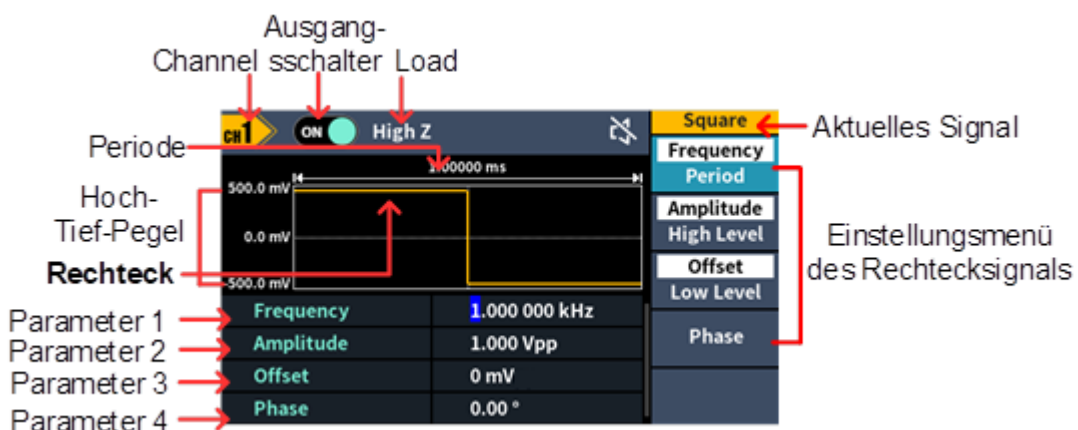 Ausgang-
Channel sschalter Load
CH1 ON High Z
Square
Aktuelles Signal
Periode
1.00000 ms
Frequency
Period
Hoch-
Tief-Pegel
500.0 mV
0.0 mV
-500.0 mV
Amplitude
High Level
Einstellungsmenü
des Rechtecksignals
Rechteck
Offset
Low Level
Parameter 1
Frequency 1.000 000 kHz
Phase
Parameter 2
Amplitude 1.000 Vpp
Parameter 3
Offset 0 mV
Parameter 4
Phase 0.00 °